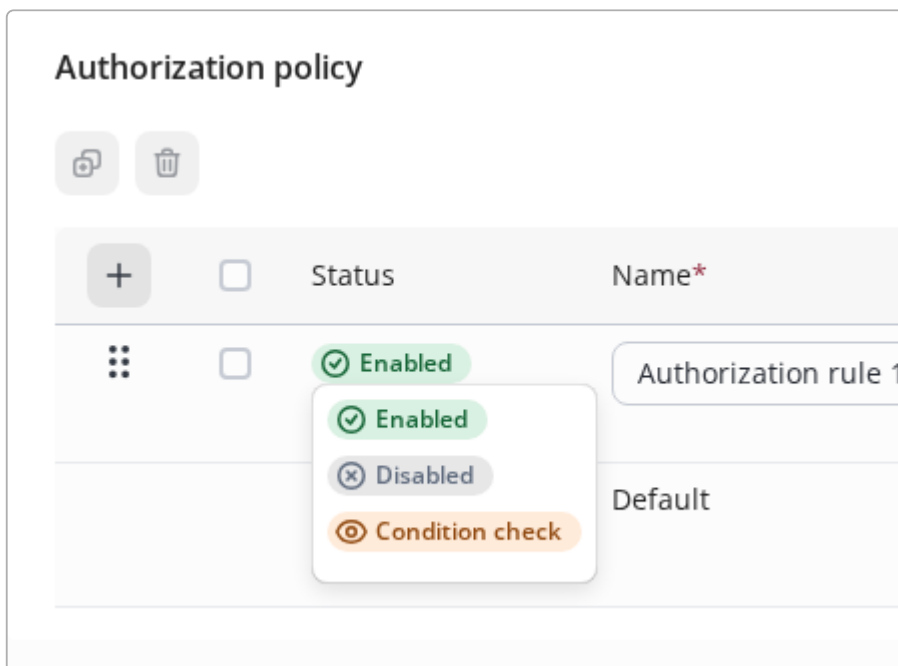 Authorization policy
Status Name*
Enabled Authorization rule 1
Enabled
Disabled
Default
Condition check